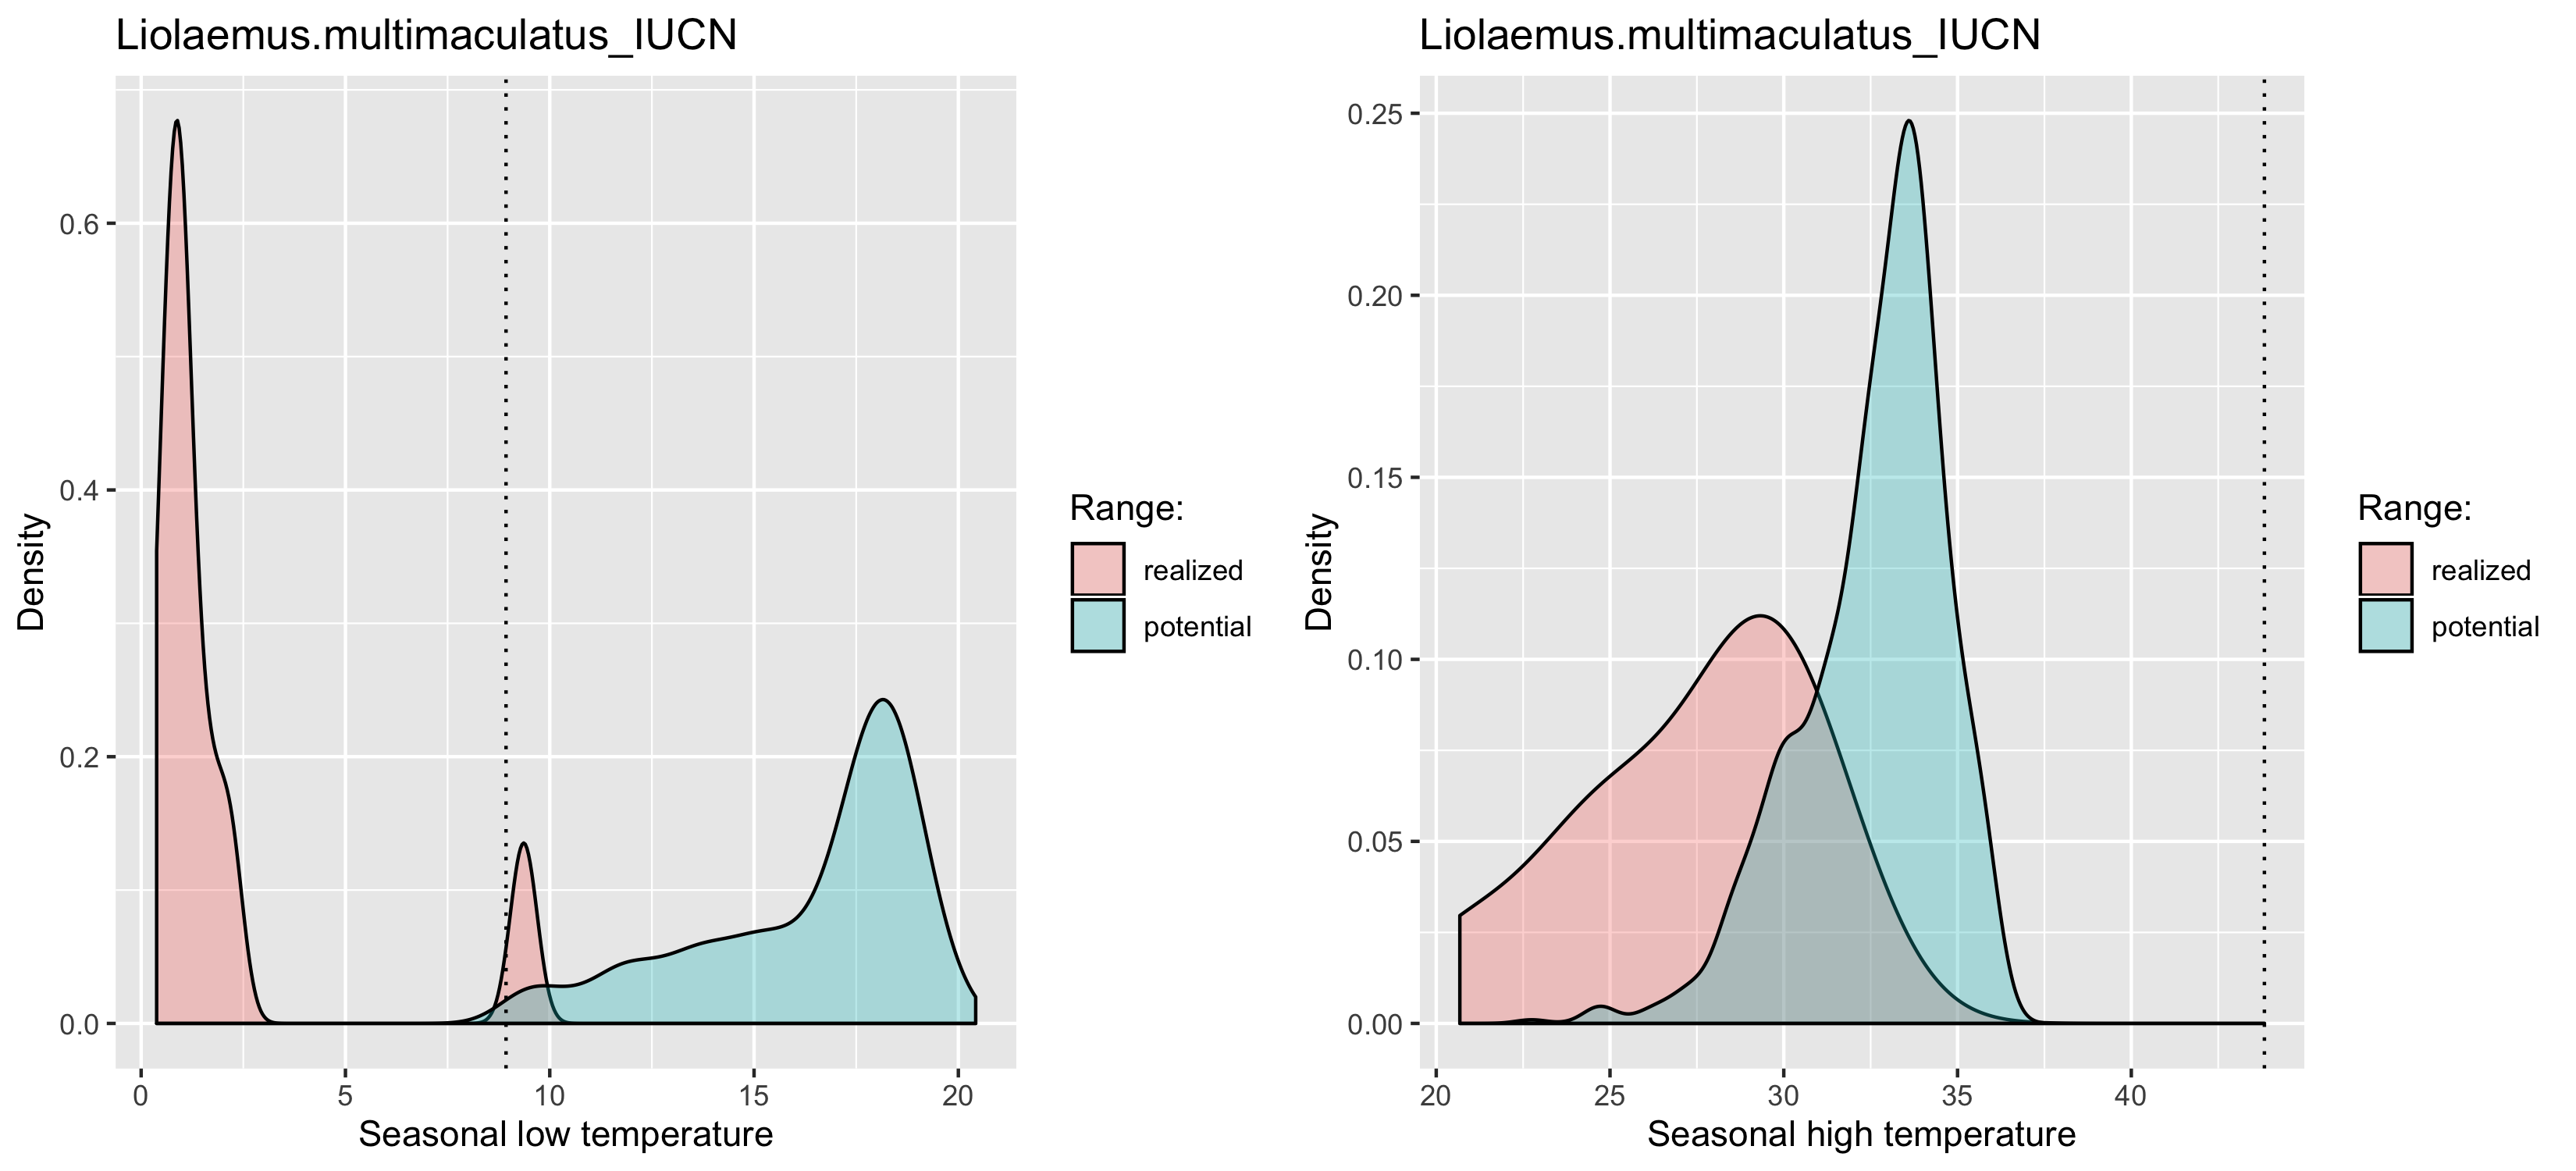 Liolaemus.multimaculatus_IUCN
Density
0.6
0.4
0.2
0.0
0 5 10 15 20
Seasonal low temperature
Range:
realized
potential
Liolaemus.multimaculatus_IUCN
Density
0.25
0.20
0.15
0.10
0.05
0.00
20 25 30 35 40
Seasonal high temperature
Range:
realized
potential